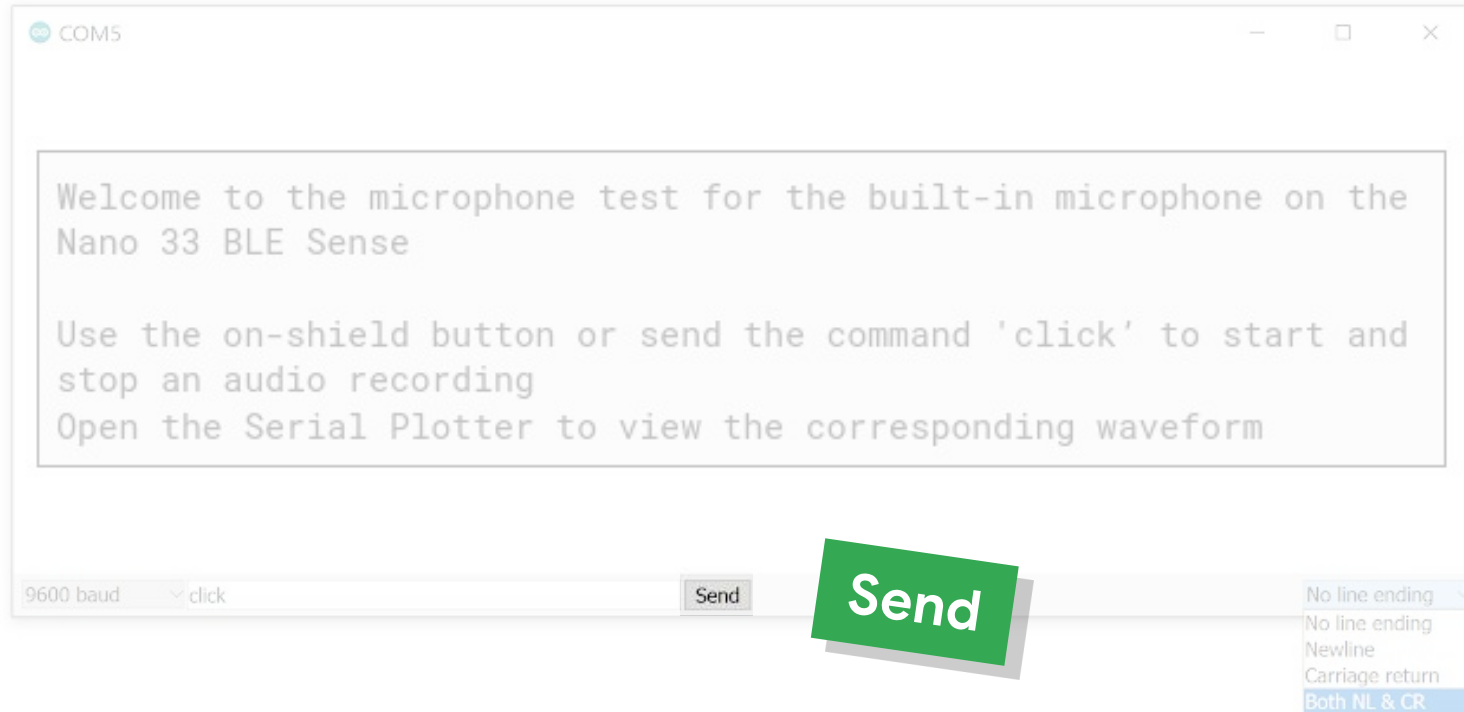 COM5
Welcome to the microphone test for the built-in microphone on the
Nano 33 BLE Sense
Use the on-shield button or send the command 'click’ to start and
stop an audio recording
Open the Serial Plotter to view the corresponding waveform
9600 baud click Send
Send
No line ending
No line ending
Newline
Carriage return
Both NL & CR